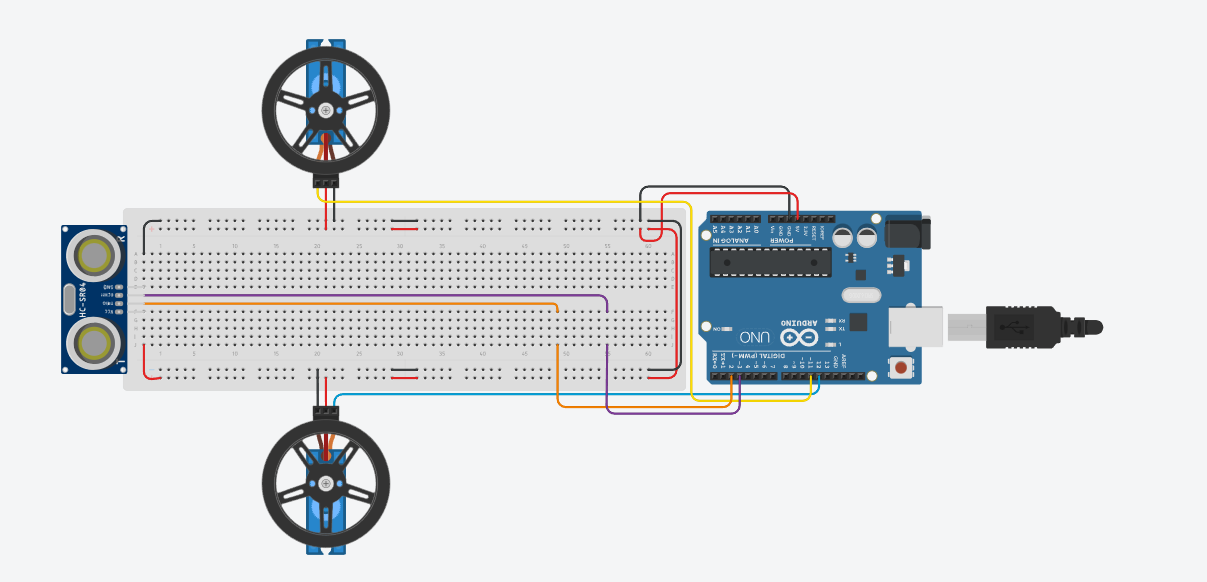 1 5 10 15 20 25 30 35 40 45 50 55 60
HC-SR04
GND
ECHO
TRIG
VCC
R
L
A5 A4 A3 A2 A1 A0
Vin GND GND 5V 3.3V RESET IOREF
ANALOG IN
POWER
ARDUINO
UNO
RX
TX
ON
L
DIGITAL (PWM~)
RX←0 TX→1 2 ~3 4 ~5 ~6 7 8 ~9 ~10 ~11 12 13 GND AREF
1 5 10 15 20 25 30 35 40 45 50 55 60